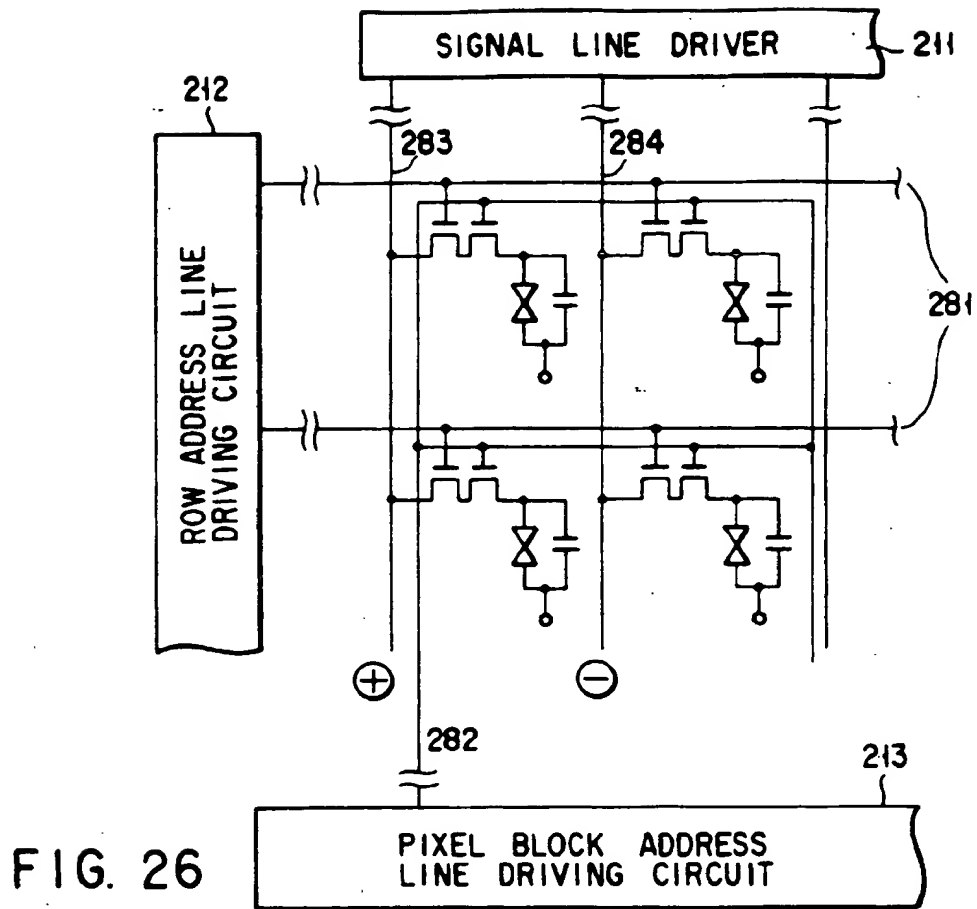 SIGNAL LINE DRIVER
211
212
283
284
ROW ADDRESS LINE
DRIVING CIRCUIT
281
+
−
282
213
PIXEL BLOCK ADDRESS
LINE DRIVING CIRCUIT
FIG. 26